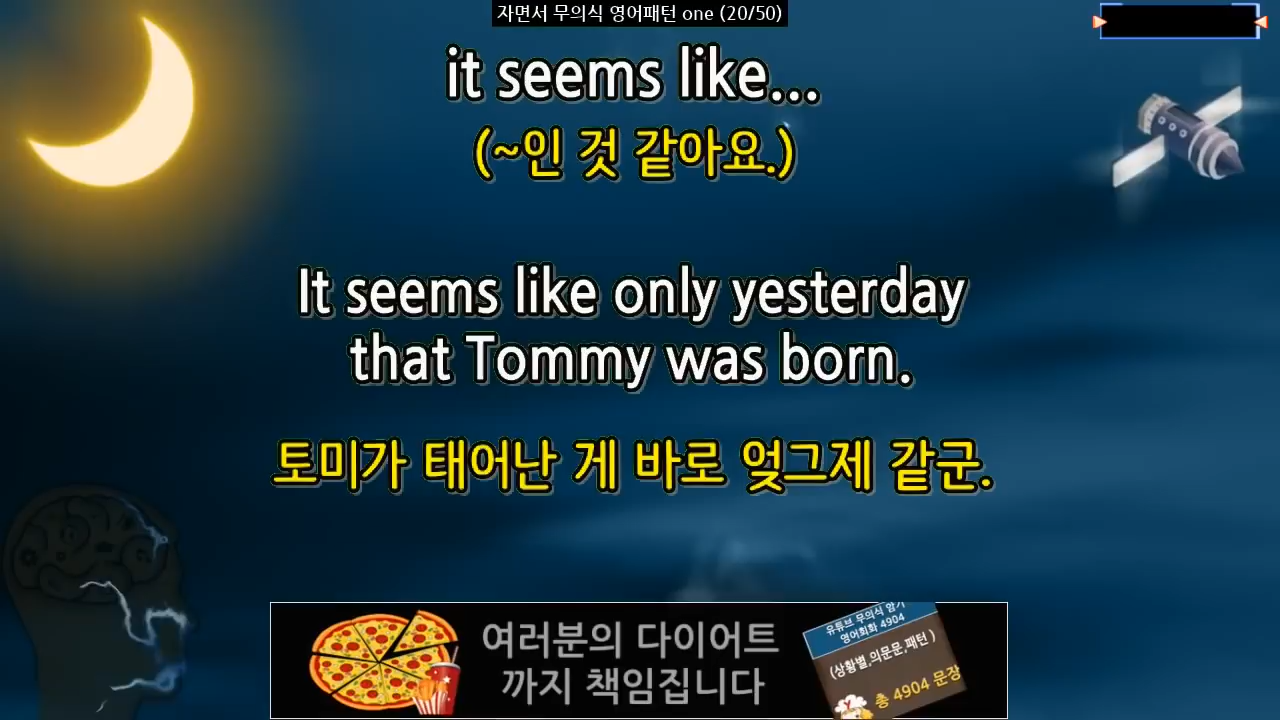 자면서 무의식 영어패턴 one (20/50)
it seems like...
(~인 것 같아요.)
It seems like only yesterday
that Tommy was born.
토미가 태어난 게 바로 엊그제 같군.
여러분의 다이어트
까지 책임집니다
유튜브 무의식 암기
영어회화 4904
(상황별,의문문,패턴 )
총 4904 문장